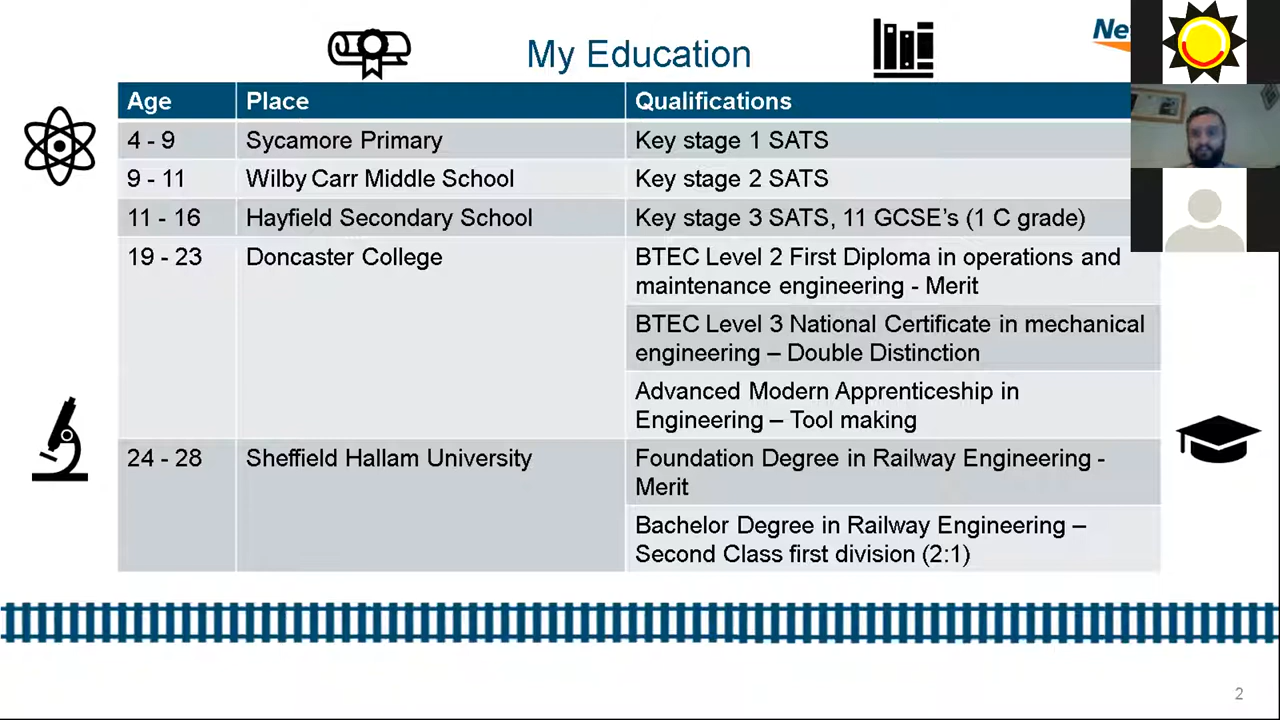 My Education
Age Place Qualifications
4 - 9 Sycamore Primary Key stage 1 SATS
9 - 11 Wilby Carr Middle School Key stage 2 SATS
11 - 16 Hayfield Secondary School Key stage 3 SATS, 11 GCSE’s (1 C grade)
19 - 23 Doncaster College BTEC Level 2 First Diploma in operations and
maintenance engineering - Merit
BTEC Level 3 National Certificate in mechanical
engineering – Double Distinction
Advanced Modern Apprenticeship in
Engineering – Tool making
24 - 28 Sheffield Hallam University Foundation Degree in Railway Engineering -
Merit
Bachelor Degree in Railway Engineering –
Second Class first division (2:1)
2